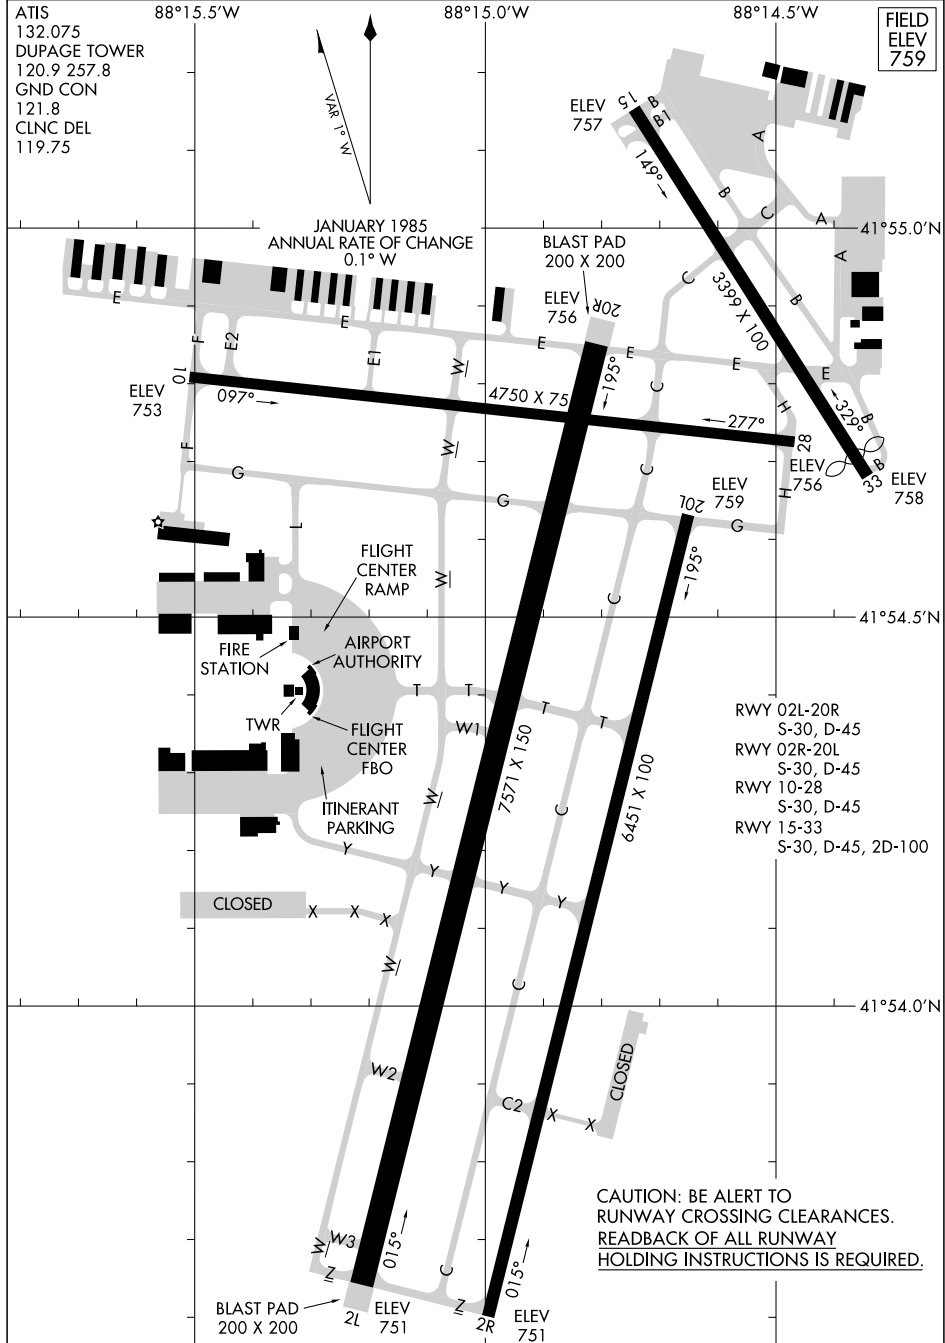 ATIS
132.075
DUPAGE TOWER
120.9 257.8
GND CON
121.8
CLNC DEL
119.75
88°15.5'W
88°15.0'W
88°14.5'W
FIELD
ELEV
759
VAR 1° W
JANUARY 1985
ANNUAL RATE OF CHANGE
0.1° W
ELEV
757
15
B
B1
149°
A
B
C
A
A
41°55.0'N
BLAST PAD
200 X 200
ELEV
756
20R
C
3399 X 100
B
E
E
F
E2
E1
W
E
E
E
E
195°
C
H
329°
B
ELEV
753
10
097°
4750 X 75
277°
28
ELEV
756
33
B
ELEV
758
F
G
W
G
C
ELEV
759
20L
H
G
195°
L
W
FLIGHT
CENTER
RAMP
C
41°54.5'N
FIRE
STATION
AIRPORT
AUTHORITY
TWR
FLIGHT
CENTER
FBO
T
T
T
T
W1
7571 X 150
6451 X 100
RWY 02L-20R
S-30, D-45
RWY 02R-20L
S-30, D-45
RWY 10-28
S-30, D-45
RWY 15-33
S-30, D-45, 2D-100
ITINERANT
PARKING
W
C
Y
Y
Y
Y
CLOSED
X
X
X
W
C
41°54.0'N
CLOSED
W2
C2
X
X
CAUTION: BE ALERT TO
RUNWAY CROSSING CLEARANCES.
READBACK OF ALL RUNWAY
HOLDING INSTRUCTIONS IS REQUIRED.
W
W3
015°
C
015°
Z
Z
BLAST PAD
200 X 200
2L
ELEV
751
2R
ELEV
751